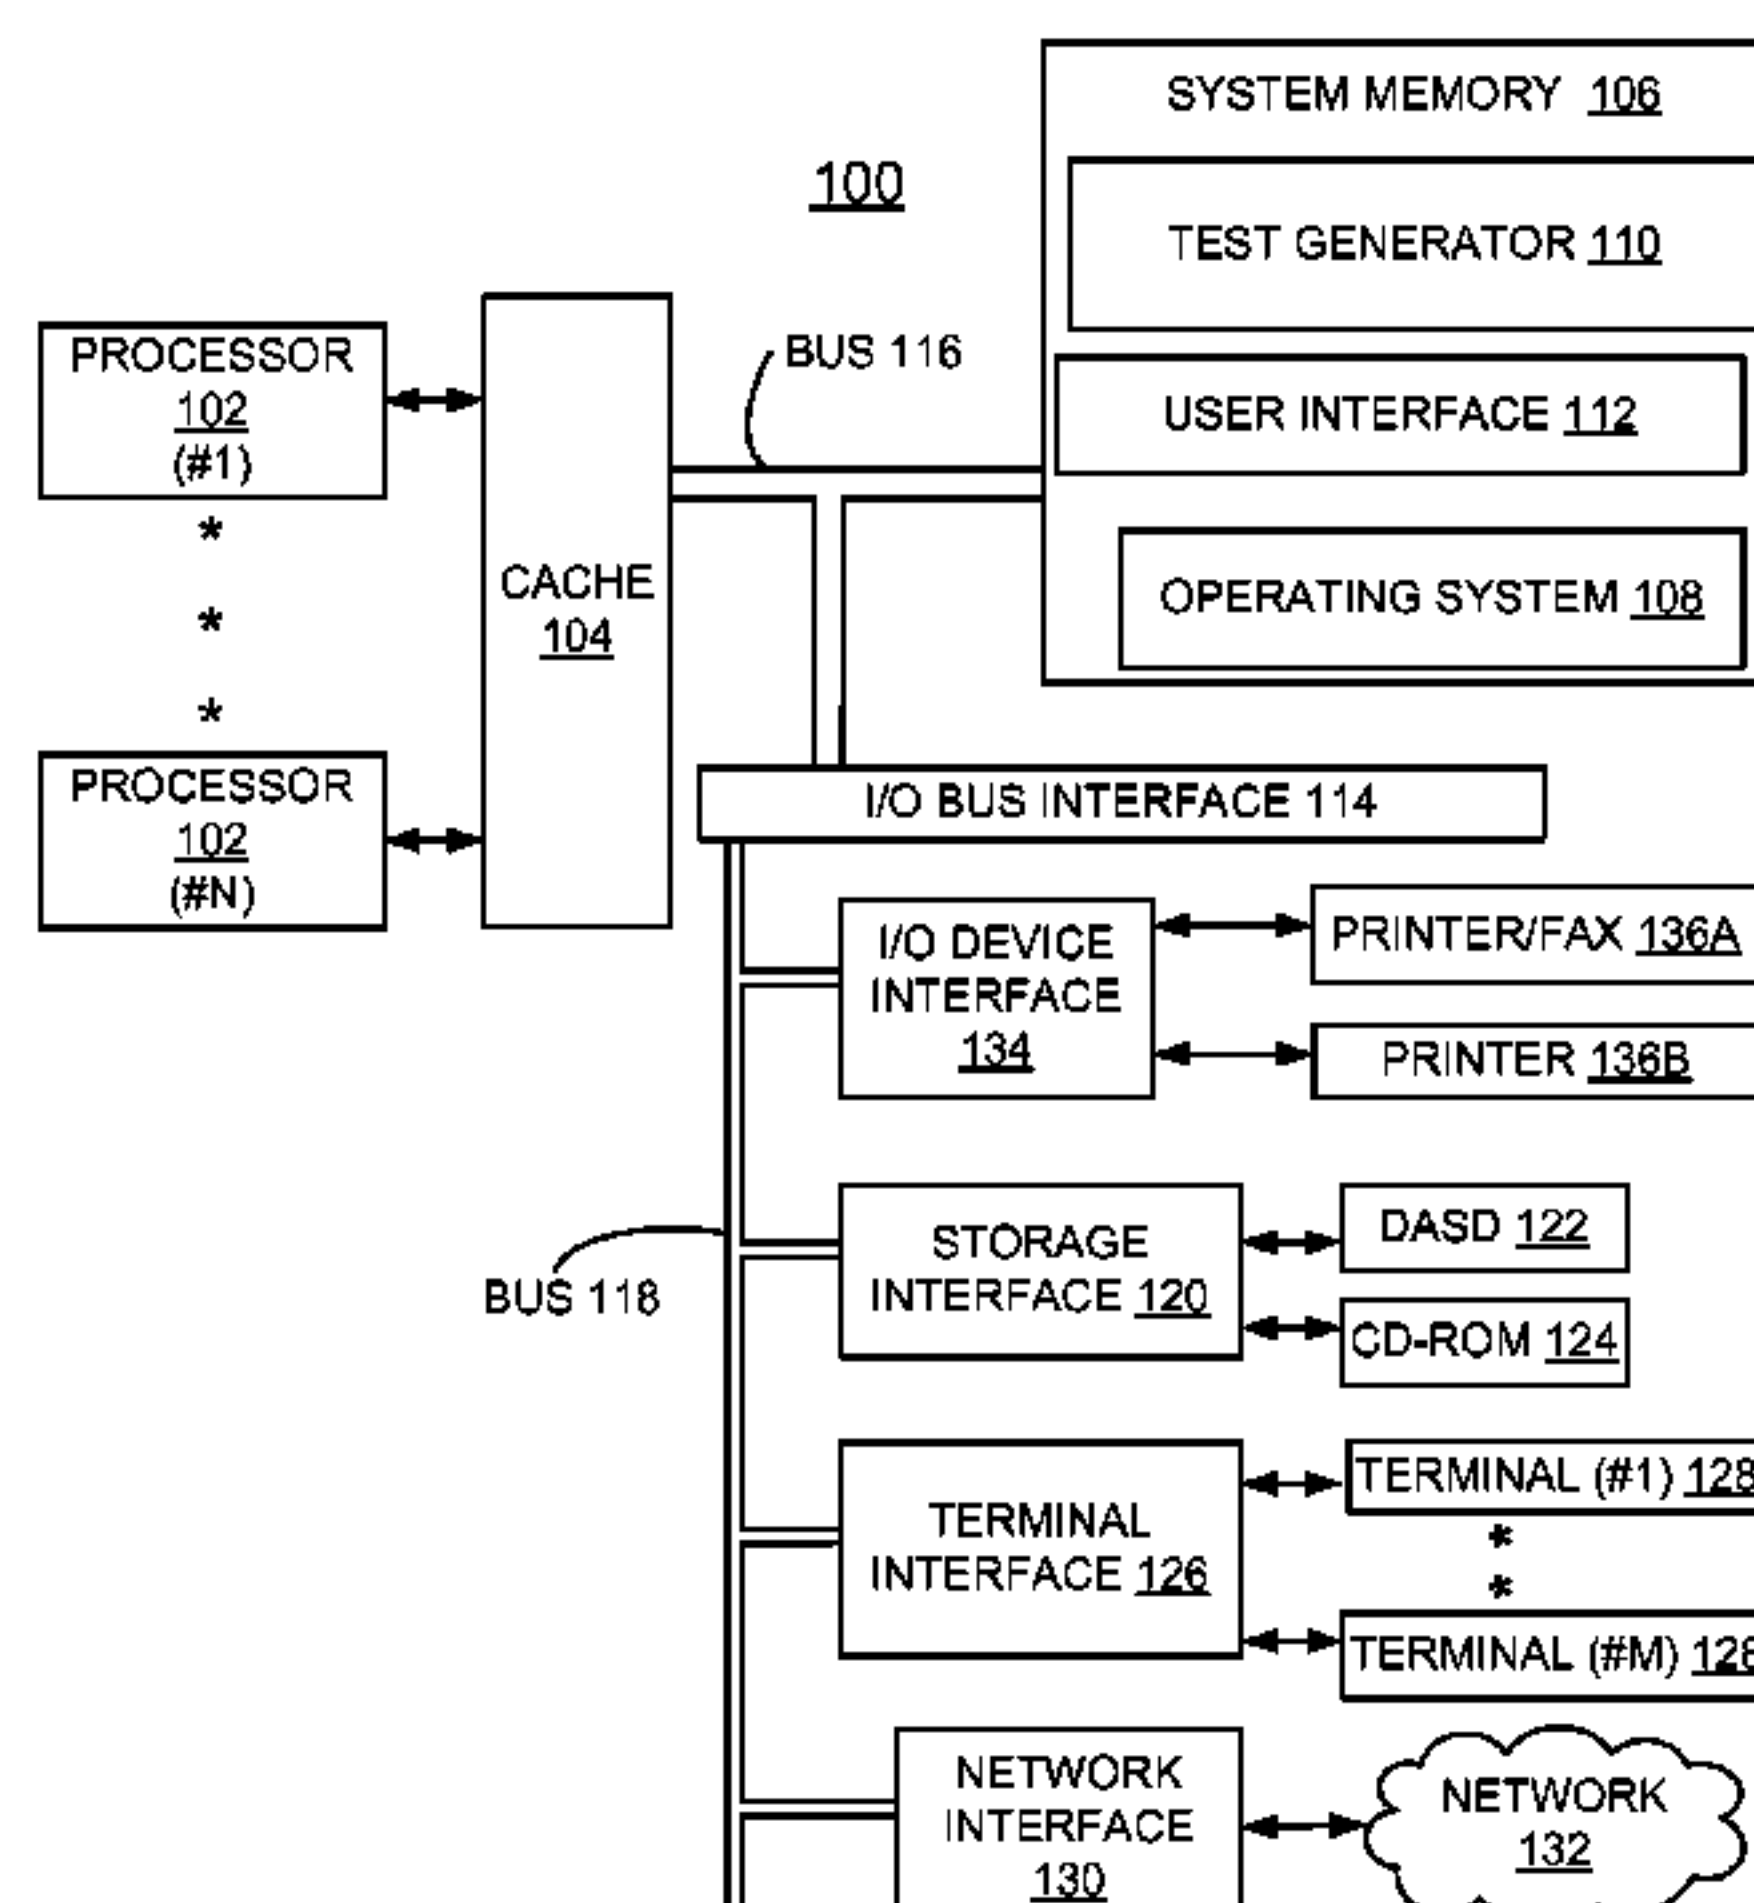 SYSTEM MEMORY 106
100
TEST GENERATOR 110
BUS 116
PROCESSOR
102
(#1)
USER INTERFACE 112
*
*
*
CACHE
104
OPERATING SYSTEM 108
PROCESSOR
102
(#N)
I/O BUS INTERFACE 114
I/O DEVICE
INTERFACE
134
PRINTER/FAX 136A
PRINTER 136B
BUS 118
STORAGE
INTERFACE 120
DASD 122
CD-ROM 124
TERMINAL
INTERFACE 126
TERMINAL (#1) 128
*
*
TERMINAL (#M) 128
NETWORK
INTERFACE
130
NETWORK
132